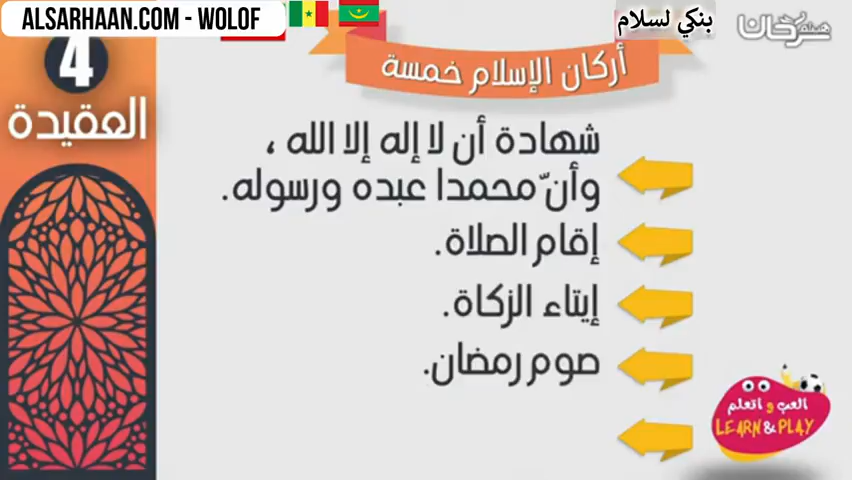 ALSARHAAN.COM - WOLOF
بنكي لسلام
سرحان
4
العقيدة
أركان الإسلام خمسة
شهادة أن لا إله إلا الله ،
وأنّ محمدا عبده ورسوله.
إقام الصلاة.
إيتاء الزكاة.
صوم رمضان.
العب و اتعلم
LEARN & PLAY